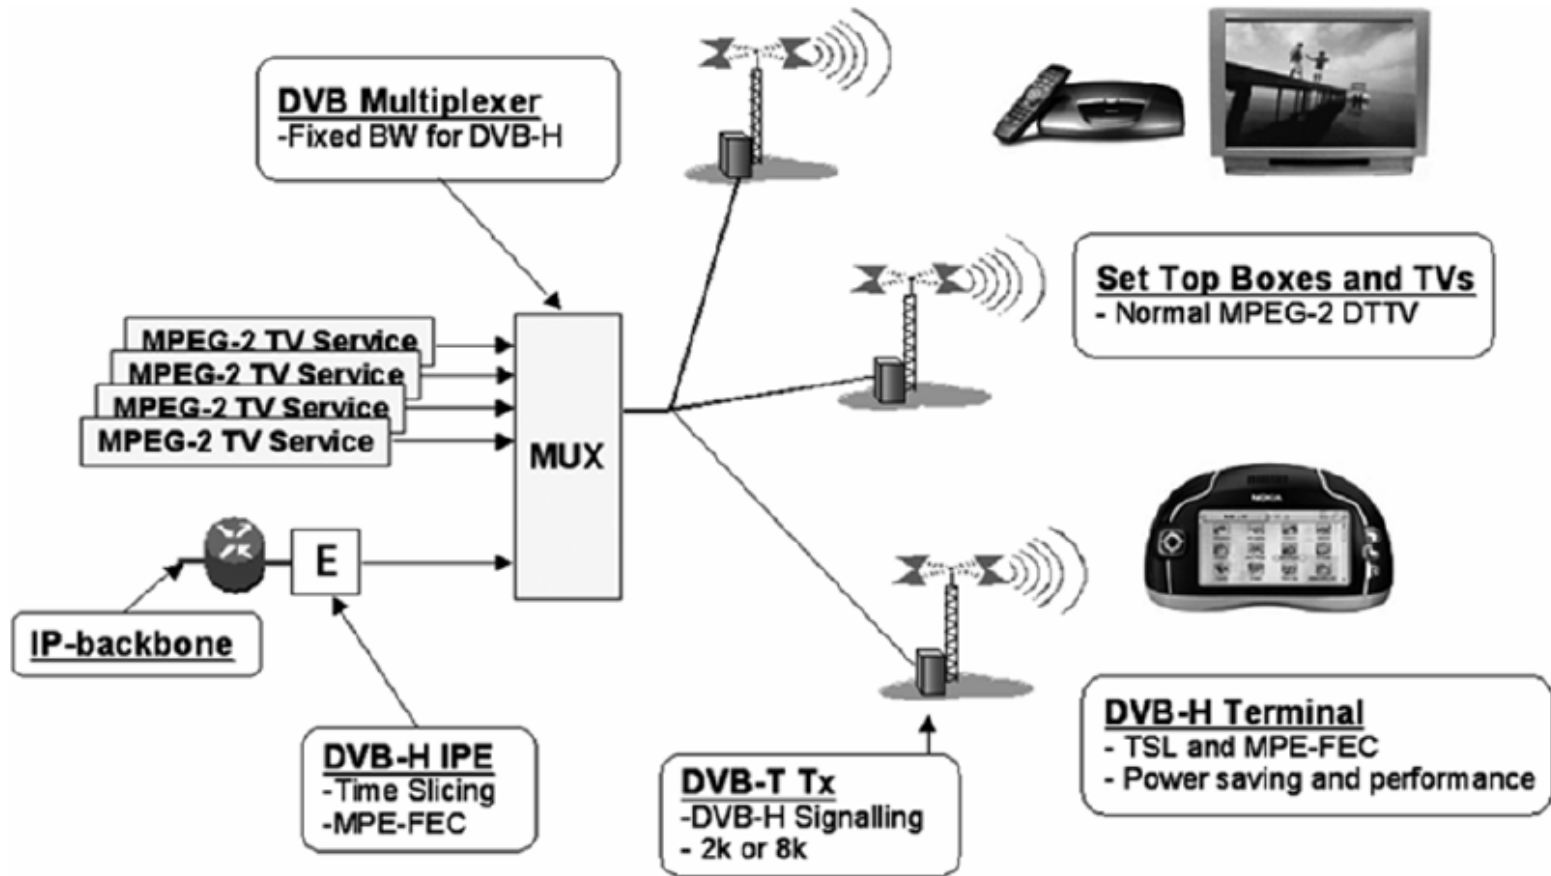 DVB Multiplexer
-Fixed BW for DVB-H
Set Top Boxes and TVs
- Normal MPEG-2 DTTV
MPEG-2 TV Service
MPEG-2 TV Service
MPEG-2 TV Service
MPEG-2 TV Service
MUX
NOKIA
E
IP-backbone
DVB-H IPE
-Time Slicing
-MPE-FEC
DVB-T Tx
-DVB-H Signalling
- 2k or 8k
DVB-H Terminal
- TSL and MPE-FEC
- Power saving and performance